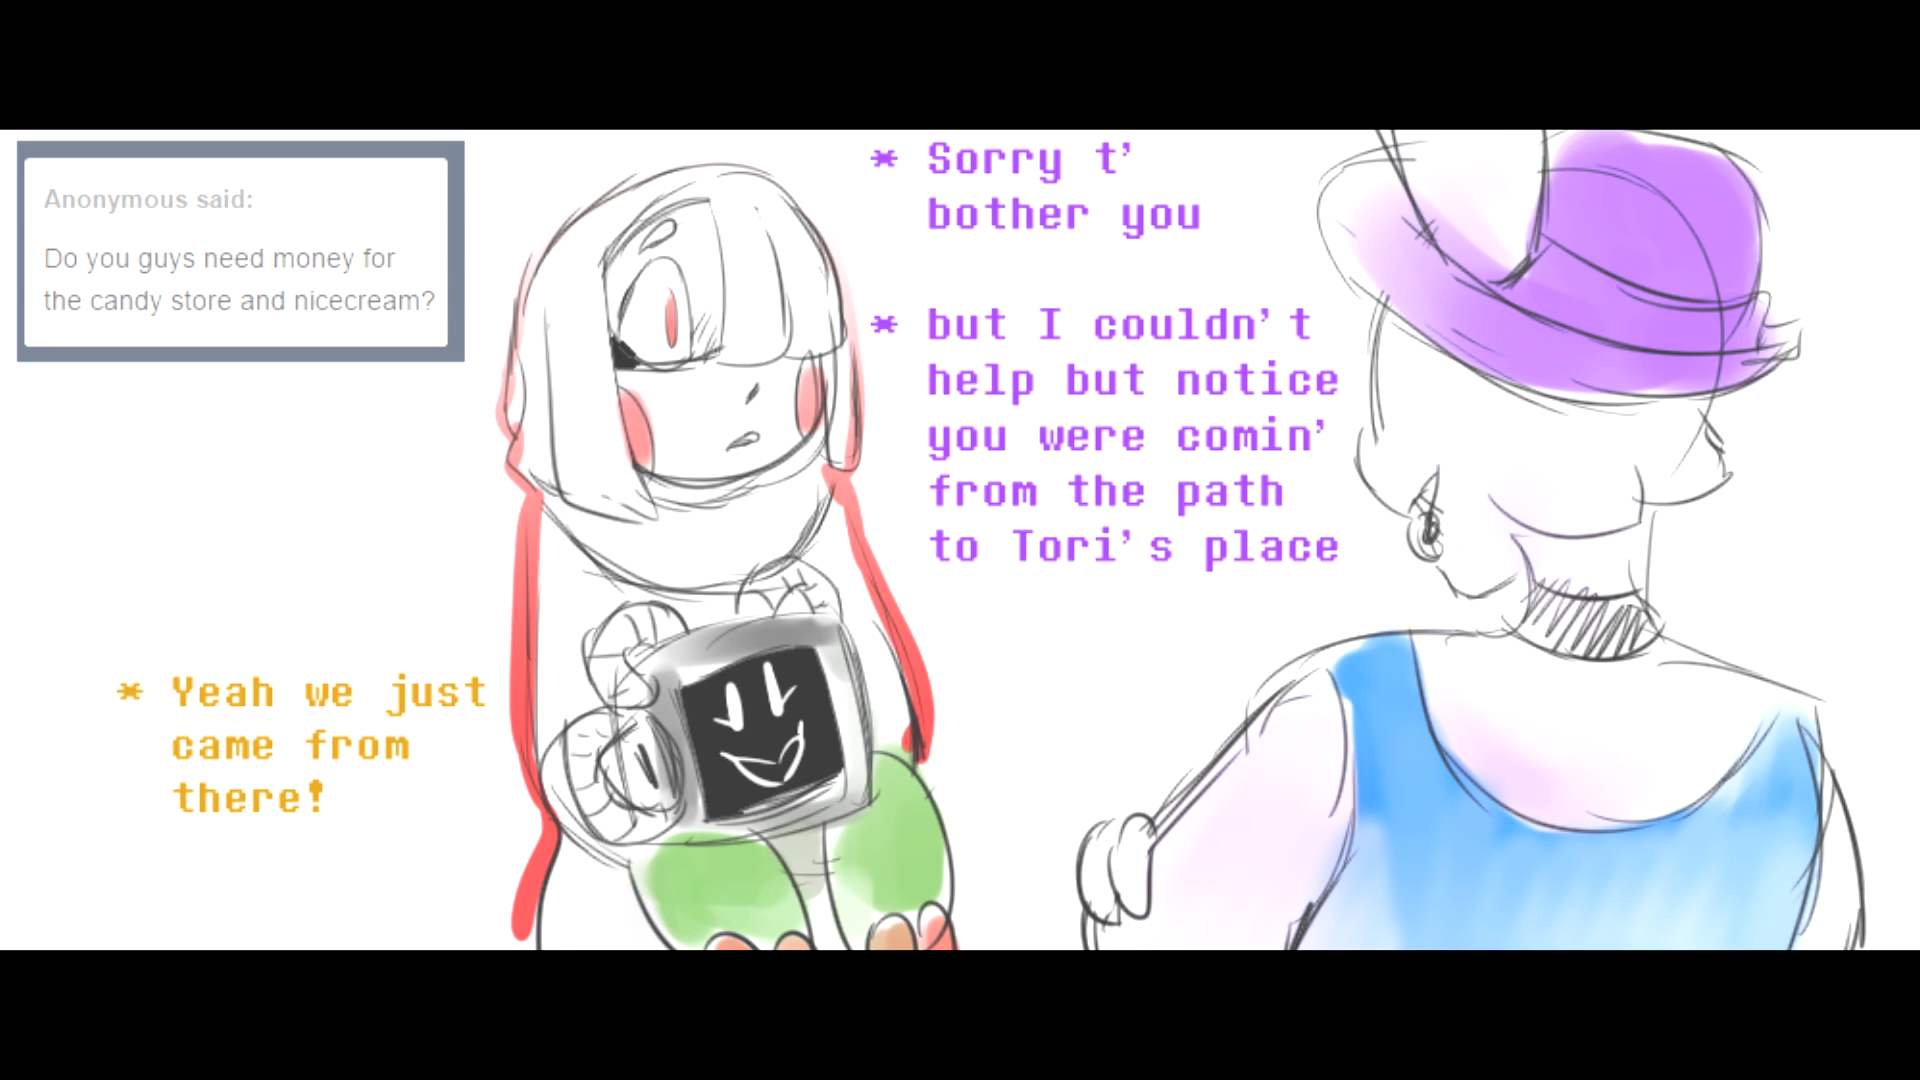 Anonymous said:
Do you guys need money for
the candy store and nicecream?
* Sorry t'
bother you
* but I couldn't
help but notice
you were comin'
from the path
to Tori's place
* Yeah we just
came from
there!